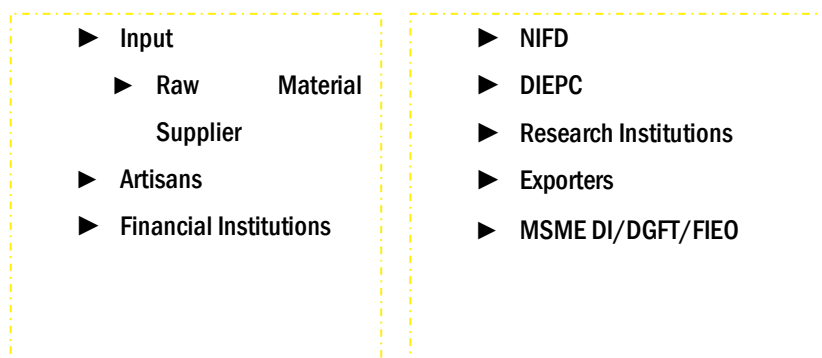 ► Input
► Raw Material
Supplier
► Artisans
► Financial Institutions
► NIFD
► DIEPC
► Research Institutions
► Exporters
► MSME DI/DGFT/FIEO